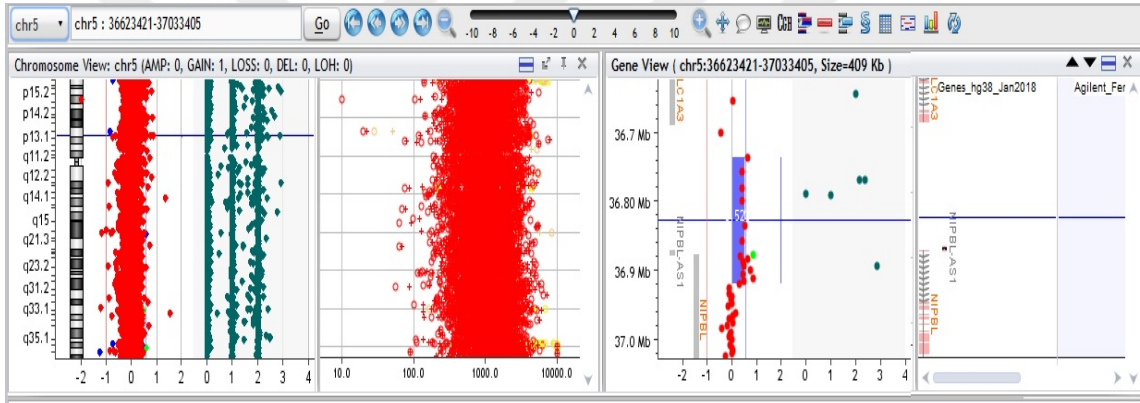 chr5 chr5 : 36623421-37033405 Go -10 -8 -6 -4 -2 0 2 4 6 8 10 CGH
Chromosome View: chr5 (AMP: 0, GAIN: 1, LOSS: 0, DEL: 0, LOH: 0)
Gene View ( chr5:36623421-37033405, Size=409 Kb )
p15.2
p14.2
p13.1
q11.2
q12.2
q14.1
q15
q21.3
q23.2
q31.2
q33.1
q35.1
-2 -1 0 1 2 0 1 2 3 4
10.0 100.0 1000.0 10000.0
LC1A3
36.7 Mb
36.80 Mb
36.9 Mb
37.0 Mb
NIPBL-AS1
NIPBL
-2 -1 0 1 2 0 1 2 3 4
Genes_hg38_Jan2018 Agilent_Fer
LC1A3
NIPBL-AS1
NIPBL